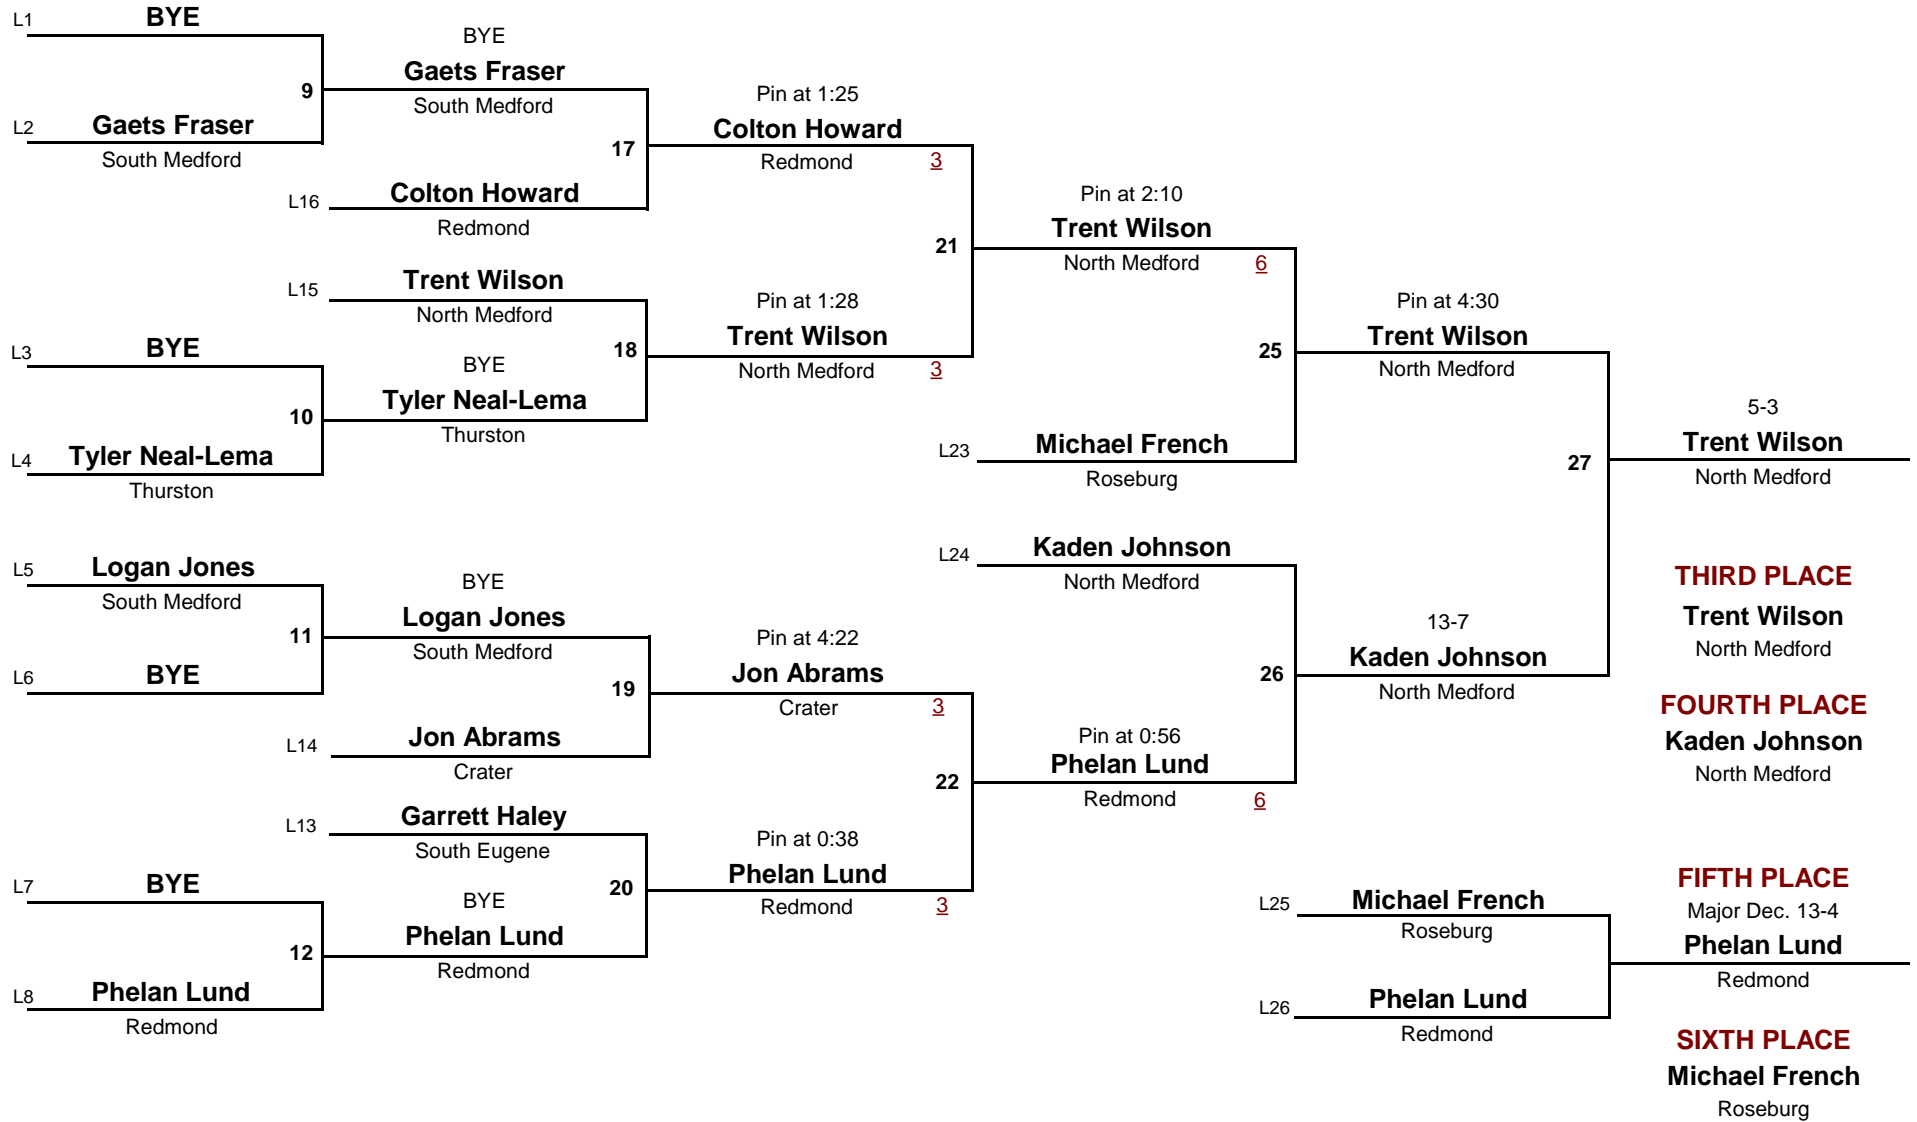 L1 BYE
9
L2 Gaets Fraser
South Medford
BYE
Gaets Fraser
South Medford
17
L16 Colton Howard
Redmond
Pin at 1:25
Colton Howard
Redmond 3
21
L15 Trent Wilson
North Medford
18
L3 BYE
10
L4 Tyler Neal-Lema
Thurston
BYE
Tyler Neal-Lema
Thurston
Pin at 1:28
Trent Wilson
North Medford 3
Pin at 2:10
Trent Wilson
North Medford 6
25
L23 Michael French
Roseburg
Pin at 4:30
Trent Wilson
North Medford
27
5-3
Trent Wilson
North Medford
L5 Logan Jones
South Medford
11
L6 BYE
BYE
Logan Jones
South Medford
19
L14 Jon Abrams
Crater
Pin at 4:22
Jon Abrams
Crater 3
22
L13 Garrett Haley
South Eugene
20
L7 BYE
12
L8 Phelan Lund
Redmond
BYE
Phelan Lund
Redmond
Pin at 0:38
Phelan Lund
Redmond 3
L24 Kaden Johnson
North Medford
26
Pin at 0:56
Phelan Lund
Redmond 6
13-7
Kaden Johnson
North Medford
THIRD PLACE
Trent Wilson
North Medford
FOURTH PLACE
Kaden Johnson
North Medford
L25 Michael French
Roseburg
L26 Phelan Lund
Redmond
FIFTH PLACE
Major Dec. 13-4
Phelan Lund
Redmond
SIXTH PLACE
Michael French
Roseburg